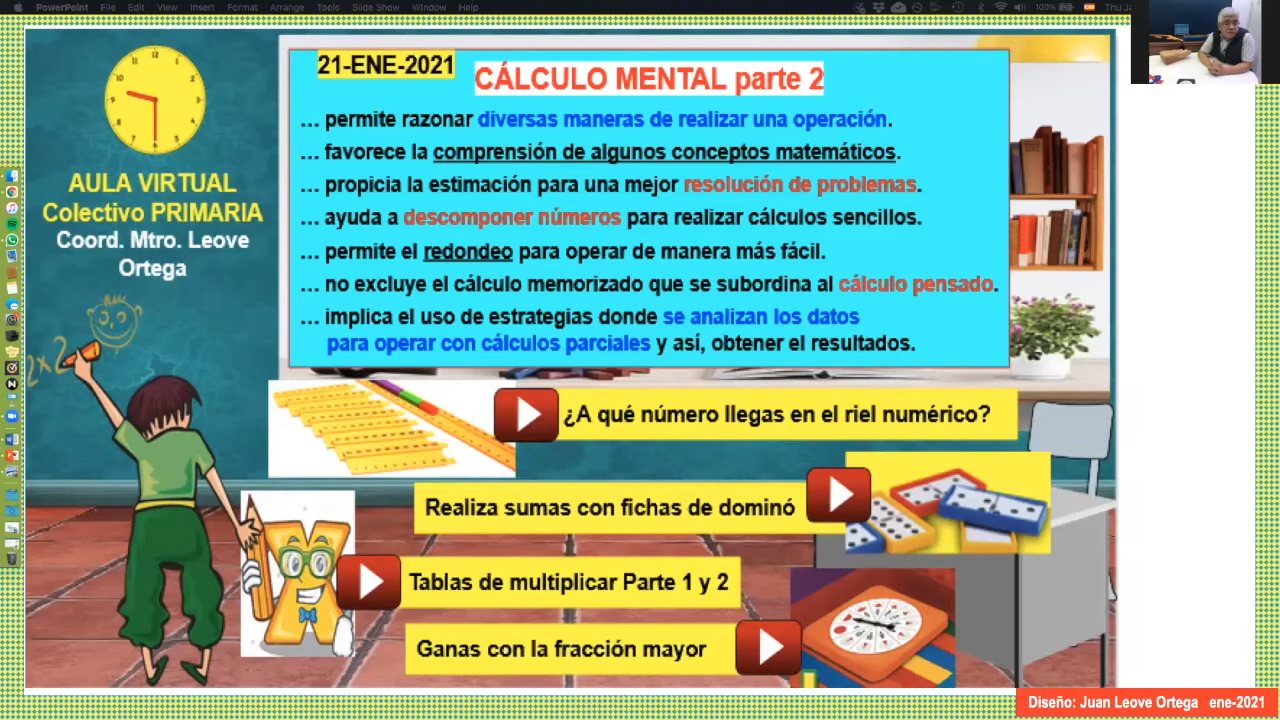 PowerPoint File Edit View Insert Format Arrange Tools Slide Show Window Help
100%
Thu
21-ENE-2021
CÁLCULO MENTAL parte 2
… permite razonar diversas maneras de realizar una operación.
… favorece la comprensión de algunos conceptos matemáticos.
… propicia la estimación para una mejor resolución de problemas.
… ayuda a descomponer números para realizar cálculos sencillos.
… permite el redondeo para operar de manera más fácil.
… no excluye el cálculo memorizado que se subordina al cálculo pensado.
… implica el uso de estrategias donde se analizan los datos
para operar con cálculos parciales y así, obtener el resultados.
AULA VIRTUAL
Colectivo PRIMARIA
Coord. Mtro. Leove
Ortega
2x2
¿A qué número llegas en el riel numérico?
Realiza sumas con fichas de dominó
Tablas de multiplicar Parte 1 y 2
Ganas con la fracción mayor
Diseño: Juan Leove Ortega ene-2021